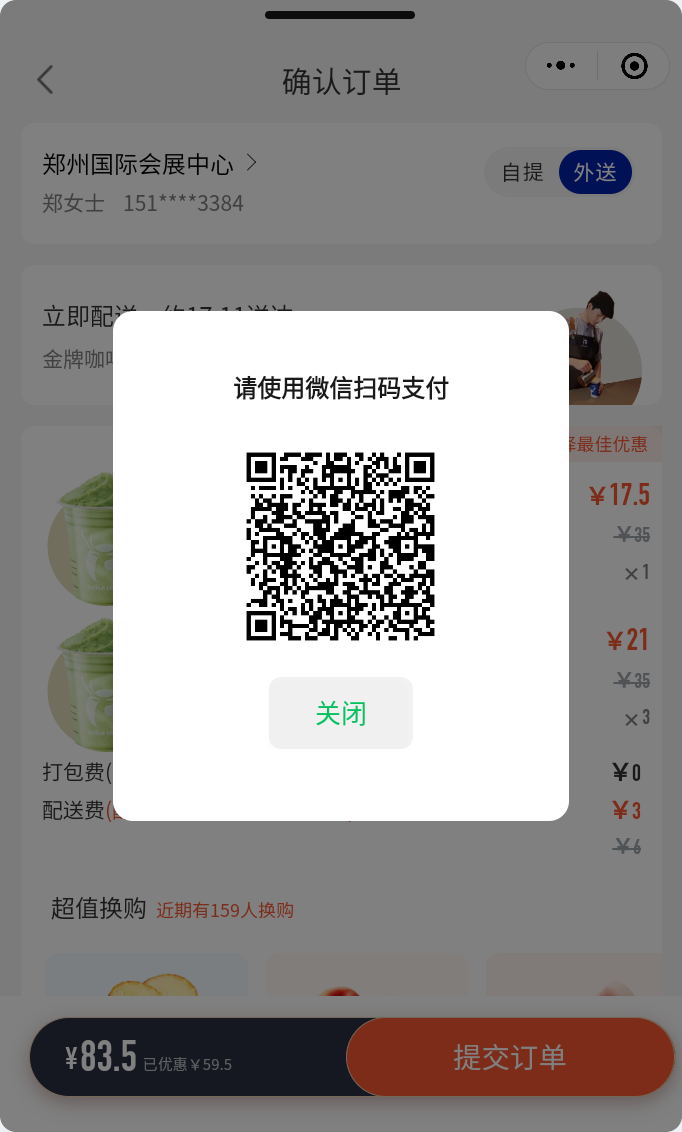 确认订单
郑州国际会展中心
自提
外送
郑女士 151****3384
立即配送
金牌咖
请使用微信扫码支付
最佳优惠
¥17.5
¥35
×1
¥21
¥35
×3
打包费(
¥0
配送费(
¥3
¥6
关闭
超值换购 近期有159人换购
¥83.5 已优惠¥59.5
提交订单